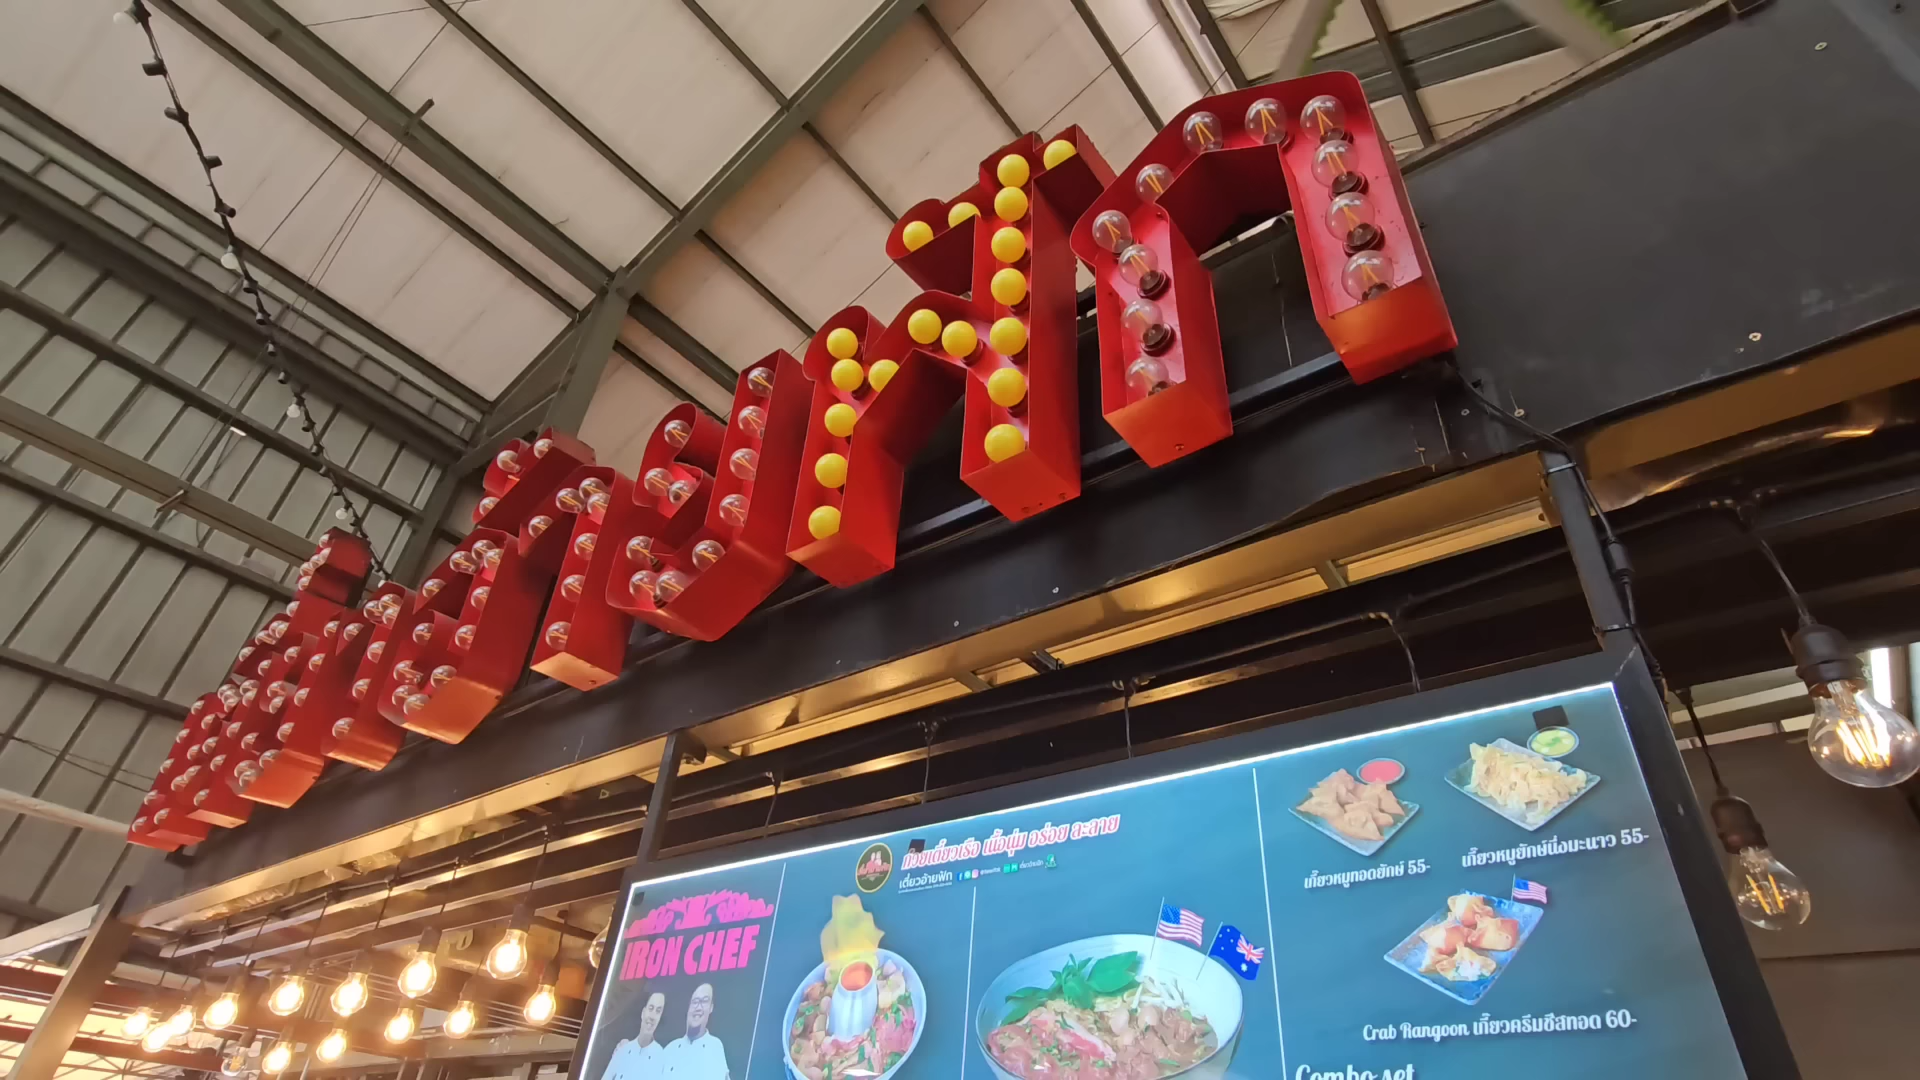 เตี๋ยวอ้ายฟัก
ก๋วยเตี๋ยวเรือ เนื้อนุ่ม อร่อย ละลาย
เตี๋ยวอ้ายฟัก
IRON CHEF
เกี๊ยวหมูทอดยักษ์ 55-
เกี๊ยวหมูยักษ์นึ่งมะนาว 55-
Crab Rangoon เกี๊ยวครีมชีสทอด 60-
Combo set